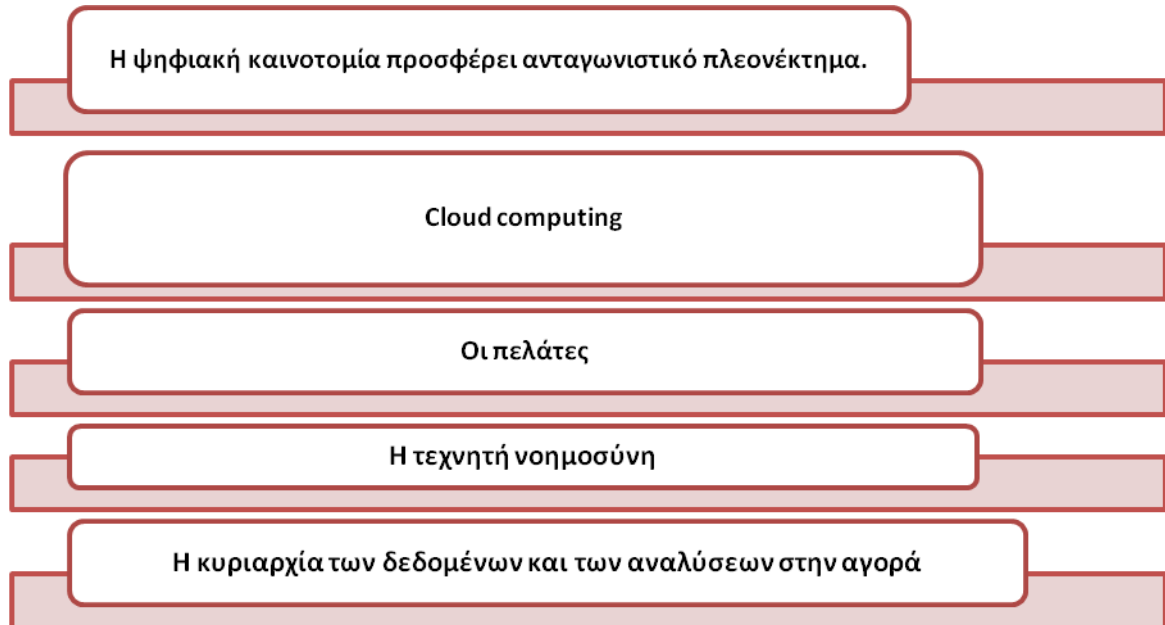 Η ψηφιακή καινοτομία προσφέρει ανταγωνιστικό πλεονέκτημα.
Cloud computing
Οι πελάτες
Η τεχνητή νοημοσύνη
Η κυριαρχία των δεδομένων και των αναλύσεων στην αγορά